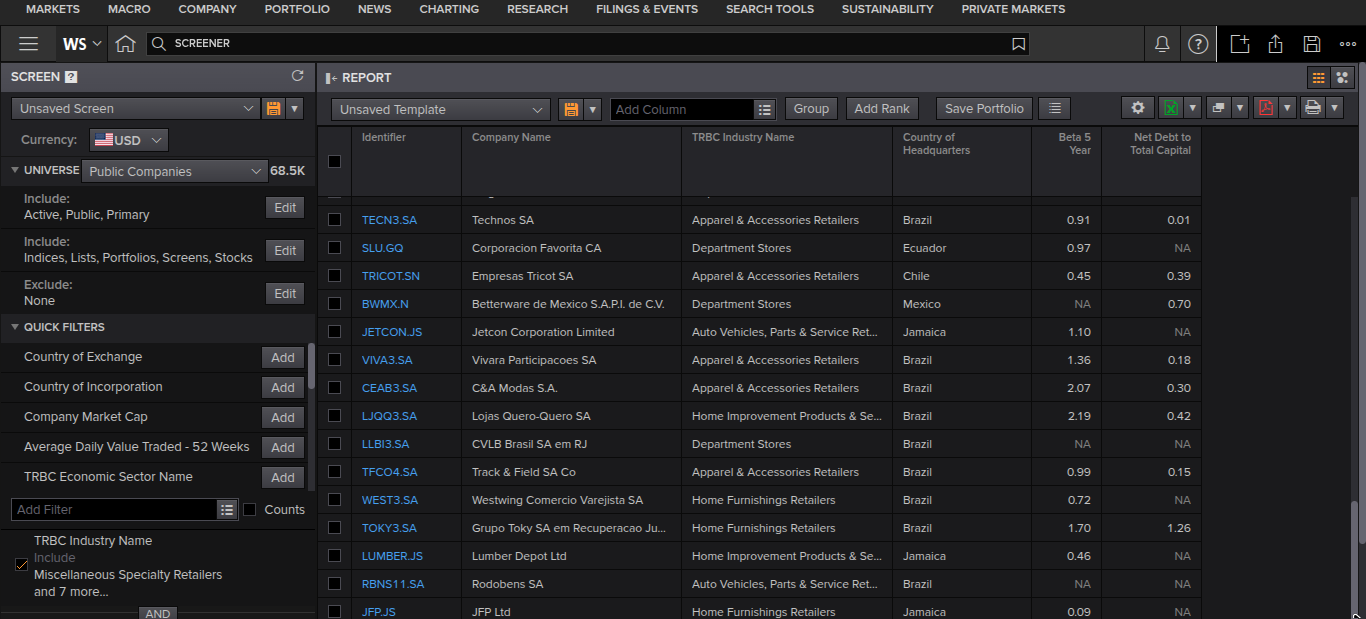 MARKETS MACRO COMPANY PORTFOLIO NEWS CHARTING RESEARCH FILINGS & EVENTS SEARCH TOOLS SUSTAINABILITY PRIVATE MARKETS
WS SCREENER ?
SCREEN ?
REPORT
Unsaved Screen
Unsaved Template Add Column Group Add Rank Save Portfolio
Currency: USD
UNIVERSE Public Companies 68.5K
Include:
Active, Public, Primary
Edit
Include:
Indices, Lists, Portfolios, Screens, Stocks
Edit
Exclude:
None
Edit
QUICK FILTERS
Country of Exchange Add
Country of Incorporation Add
Company Market Cap Add
Average Daily Value Traded - 52 Weeks Add
TRBC Economic Sector Name Add
Add Filter Counts
TRBC Industry Name
Include
Miscellaneous Specialty Retailers
and 7 more...
AND
Identifier Company Name TRBC Industry Name Country of Headquarters Beta 5 Year Net Debt to Total Capital
TECN3.SA Technos SA Apparel & Accessories Retailers Brazil 0.91 0.01
SLU.GQ Corporacion Favorita CA Department Stores Ecuador 0.97 NA
TRICOT.SN Empresas Tricot SA Apparel & Accessories Retailers Chile 0.45 0.39
BWMX.N Betterware de Mexico S.A.P.I. de C.V. Department Stores Mexico NA 0.70
JETCON.JS Jetcon Corporation Limited Auto Vehicles, Parts & Service Ret... Jamaica 1.10 NA
VIVA3.SA Vivara Participacoes SA Apparel & Accessories Retailers Brazil 1.36 0.18
CEAB3.SA C&A Modas S.A. Apparel & Accessories Retailers Brazil 2.07 0.30
LJQQ3.SA Lojas Quero-Quero SA Home Improvement Products & Se... Brazil 2.19 0.42
LLBI3.SA CVLB Brasil SA em RJ Department Stores Brazil NA NA
TFCO4.SA Track & Field SA Co Apparel & Accessories Retailers Brazil 0.99 0.15
WEST3.SA Westwing Comercio Varejista SA Home Furnishings Retailers Brazil 0.72 NA
TOKY3.SA Grupo Toky SA em Recuperacao Ju... Home Furnishings Retailers Brazil 1.70 1.26
LUMBER.JS Lumber Depot Ltd Home Improvement Products & Se... Jamaica 0.46 NA
RBNS11.SA Rodobens SA Auto Vehicles, Parts & Service Ret... Brazil NA NA
JFP.JS JFP Ltd Home Furnishings Retailers Jamaica 0.09 NA